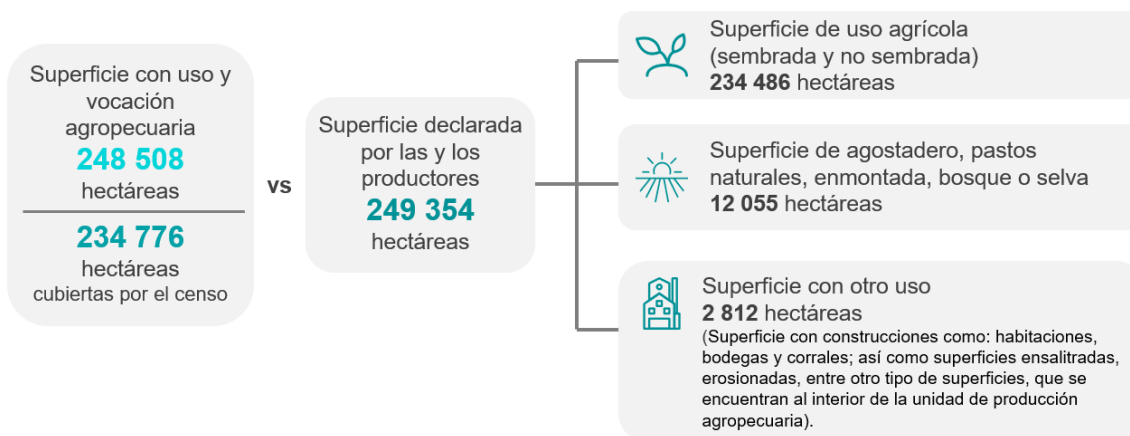 Superficie con uso y
vocación
agropecuaria
248 508
hectáreas
234 776
hectáreas
cubiertas por el censo
vs
Superficie declarada
por las y los
productores
249 354
hectáreas
Superficie de uso agrícola
(sembrada y no sembrada)
234 486 hectáreas
Superficie de agostadero, pastos
naturales, enmontada, bosque o selva
12 055 hectáreas
Superficie con otro uso
2 812 hectáreas
(Superficie con construcciones como: habitaciones,
bodegas y corrales; así como superficies ensalitradas,
erosionadas, entre otro tipo de superficies, que se
encuentran al interior de la unidad de producción
agropecuaria).